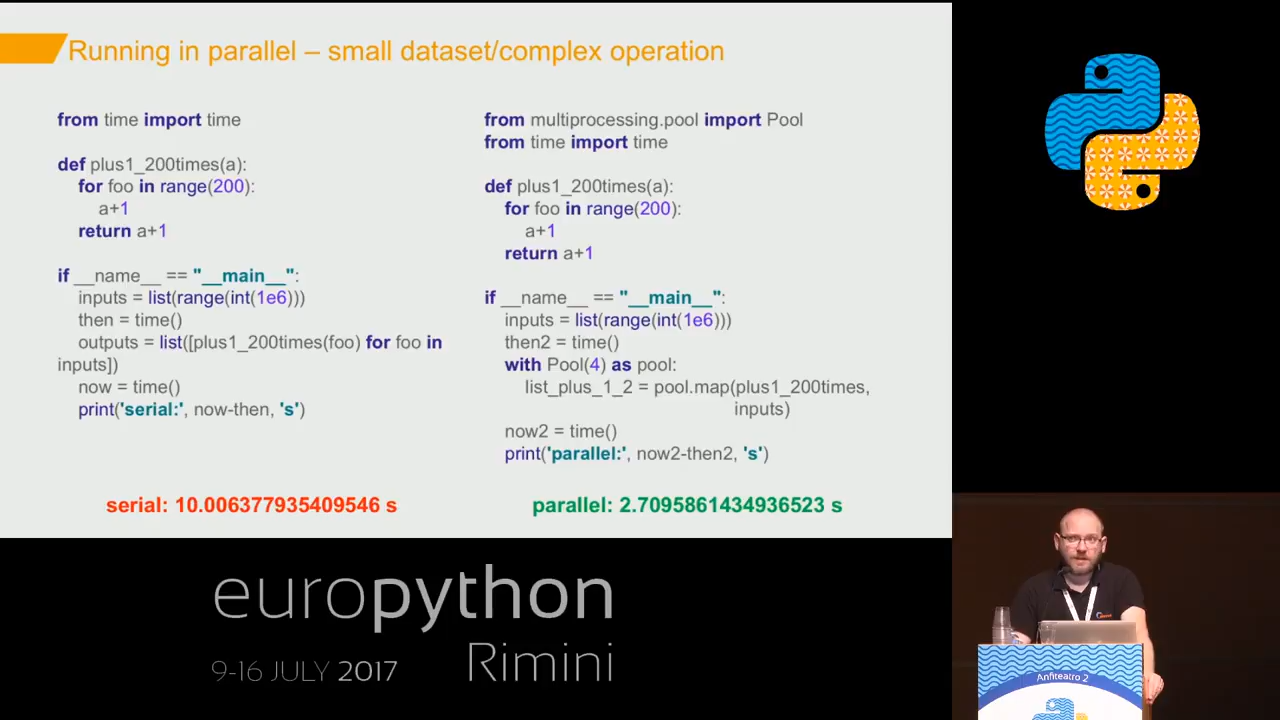 Running in parallel – small dataset/complex operation
from time import time
def plus1_200times(a):
for foo in range(200):
a+1
return a+1
if __name__ == "__main__":
inputs = list(range(int(1e6)))
then = time()
outputs = list([plus1_200times(foo) for foo in
inputs])
now = time()
print('serial:', now-then, 's')
serial: 10.006377935409546 s
from multiprocessing.pool import Pool
from time import time
def plus1_200times(a):
for foo in range(200):
a+1
return a+1
if __name__ == "__main__":
inputs = list(range(int(1e6)))
then2 = time()
with Pool(4) as pool:
list_plus_1_2 = pool.map(plus1_200times,
inputs)
now2 = time()
print('parallel:', now2-then2, 's')
parallel: 2.7095861434936523 s
europython
9-16 JULY 2017
Rimini
Anfiteatro 2